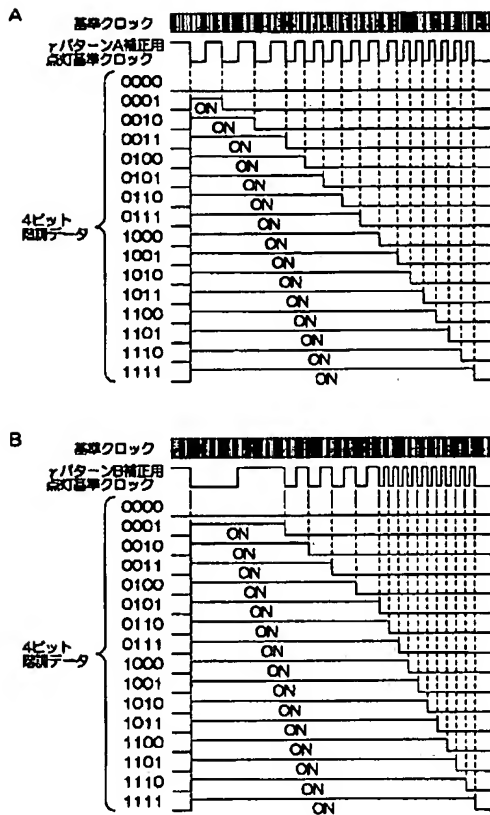 A
基準クロック
γパターンA補正用
点灯基準クロック
0000
0001
ON
0010
ON
0011
ON
0100
ON
0101
ON
0110
ON
0111
ON
1000
ON
1001
ON
1010
ON
1011
ON
1100
ON
1101
ON
1110
ON
1111
ON
4ビット
階調データ
B
基準クロック
γパターンB補正用
点灯基準クロック
0000
0001
ON
0010
ON
0011
ON
0100
ON
0101
ON
0110
ON
0111
ON
1000
ON
1001
ON
1010
ON
1011
ON
1100
ON
1101
ON
1110
ON
1111
ON
4ビット
階調データ